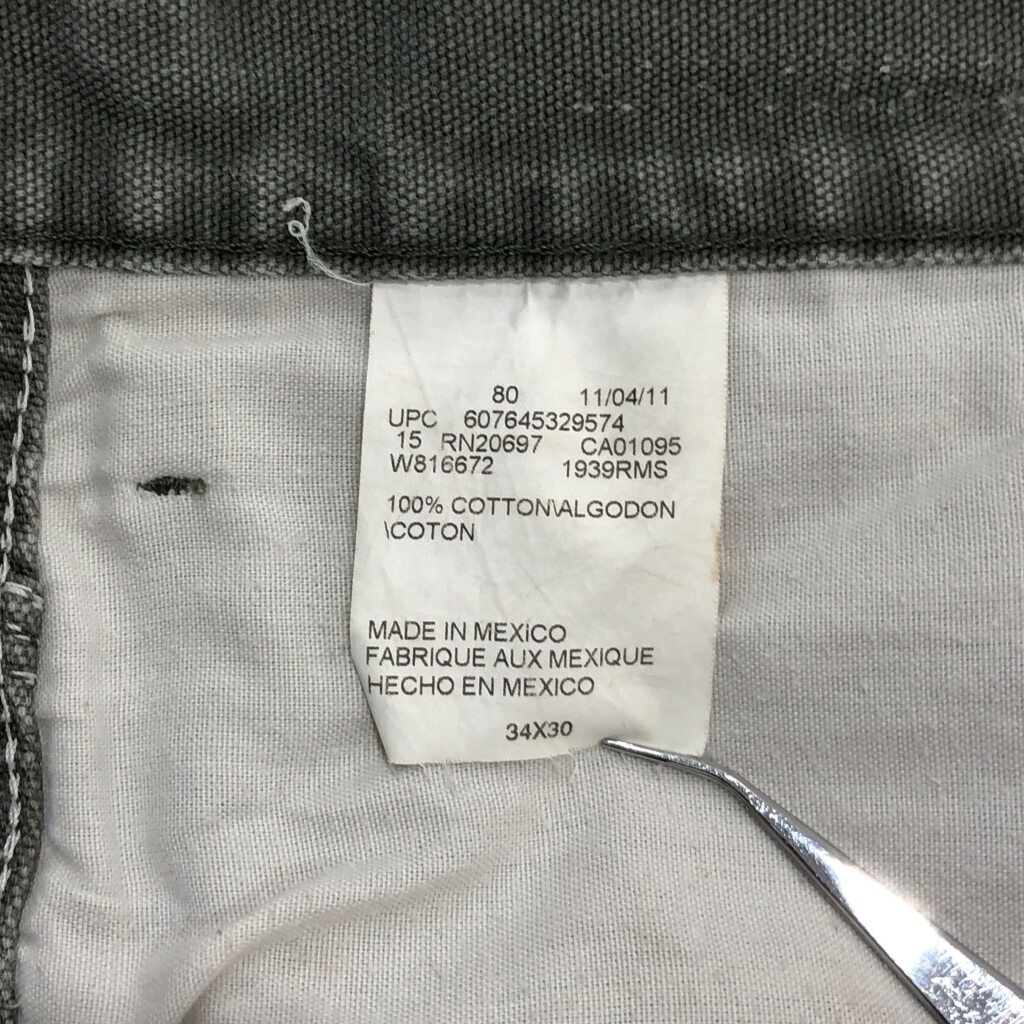 80 11/04/11
UPC 607645329574
15 RN20697 CA01095
W816672 1939RMS
100% COTTON\ALGODON
\COTON
MADE IN MEXICO
FABRIQUE AUX MEXIQUE
HECHO EN MEXICO
34X30